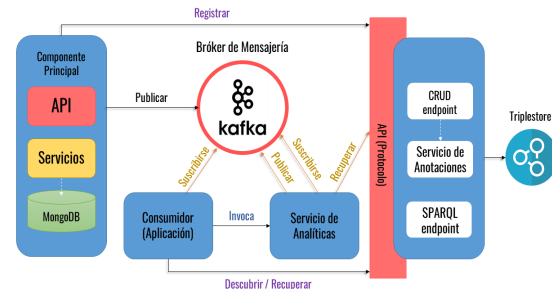 Registrar
Componente
Principal
API
Servicios
MongoDB
Publicar
Bróker de Mensajería
kafka
Suscribirse
Publicar
Suscribirse
Recuperar
Consumidor
(Aplicación)
Invoca
Servicio de
Analíticas
Descubrir / Recuperar
API (Protocolo)
CRUD
endpoint
Servicio de
Anotaciones
SPARQL
endpoint
Triplestore